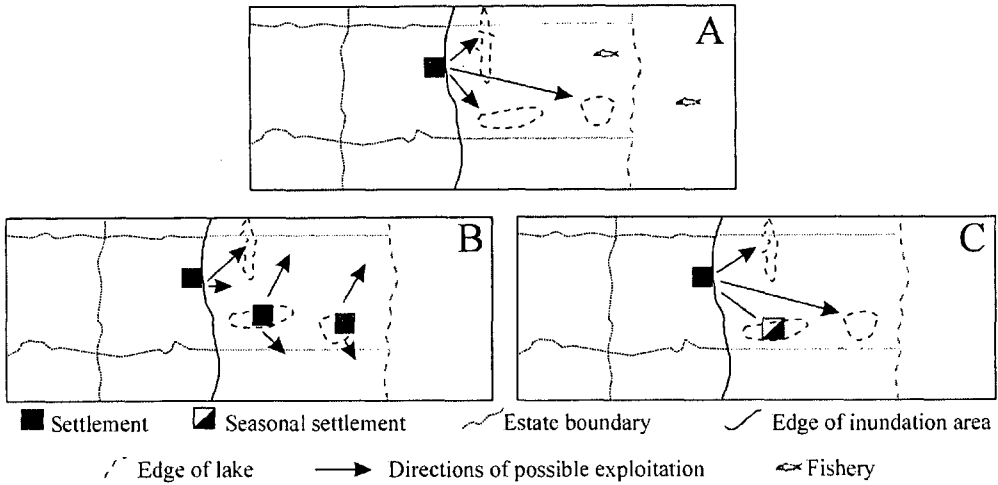 A
B
C
Settlement Seasonal settlement Estate boundary Edge of inundation area
Edge of lake Directions of possible exploitation Fishery